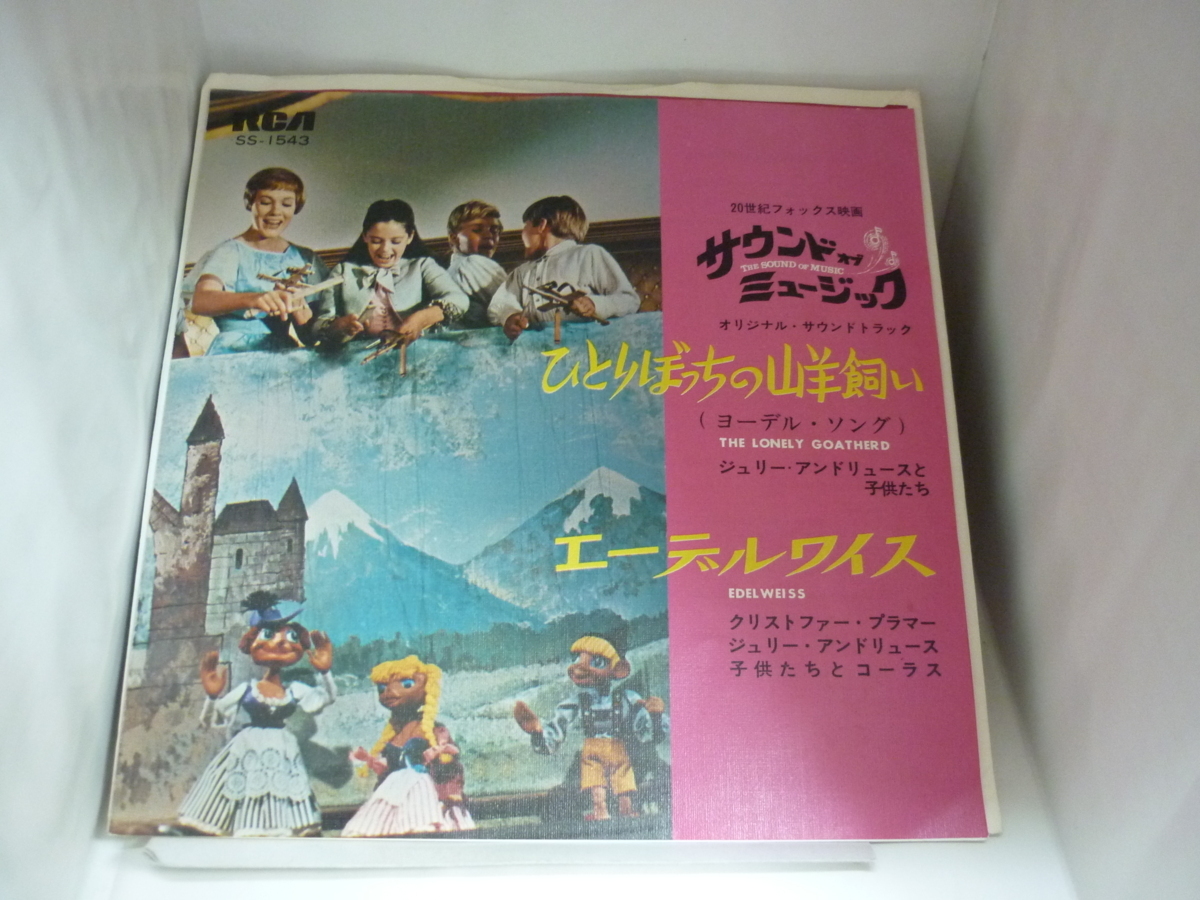 RCA
SS-1543
20世紀フォックス映画
サウンド オブ
THE SOUND OF MUSIC
ミュージック
オリジナル・サウンドトラック
ひとりぼっちの山羊飼い
(ヨーデル・ソング)
THE LONELY GOATHERD
ジュリー・アンドリュースと
子供たち
エーデルワイス
EDELWEISS
クリストファー・プラマー
ジュリー・アンドリュース
子供たちとコーラス